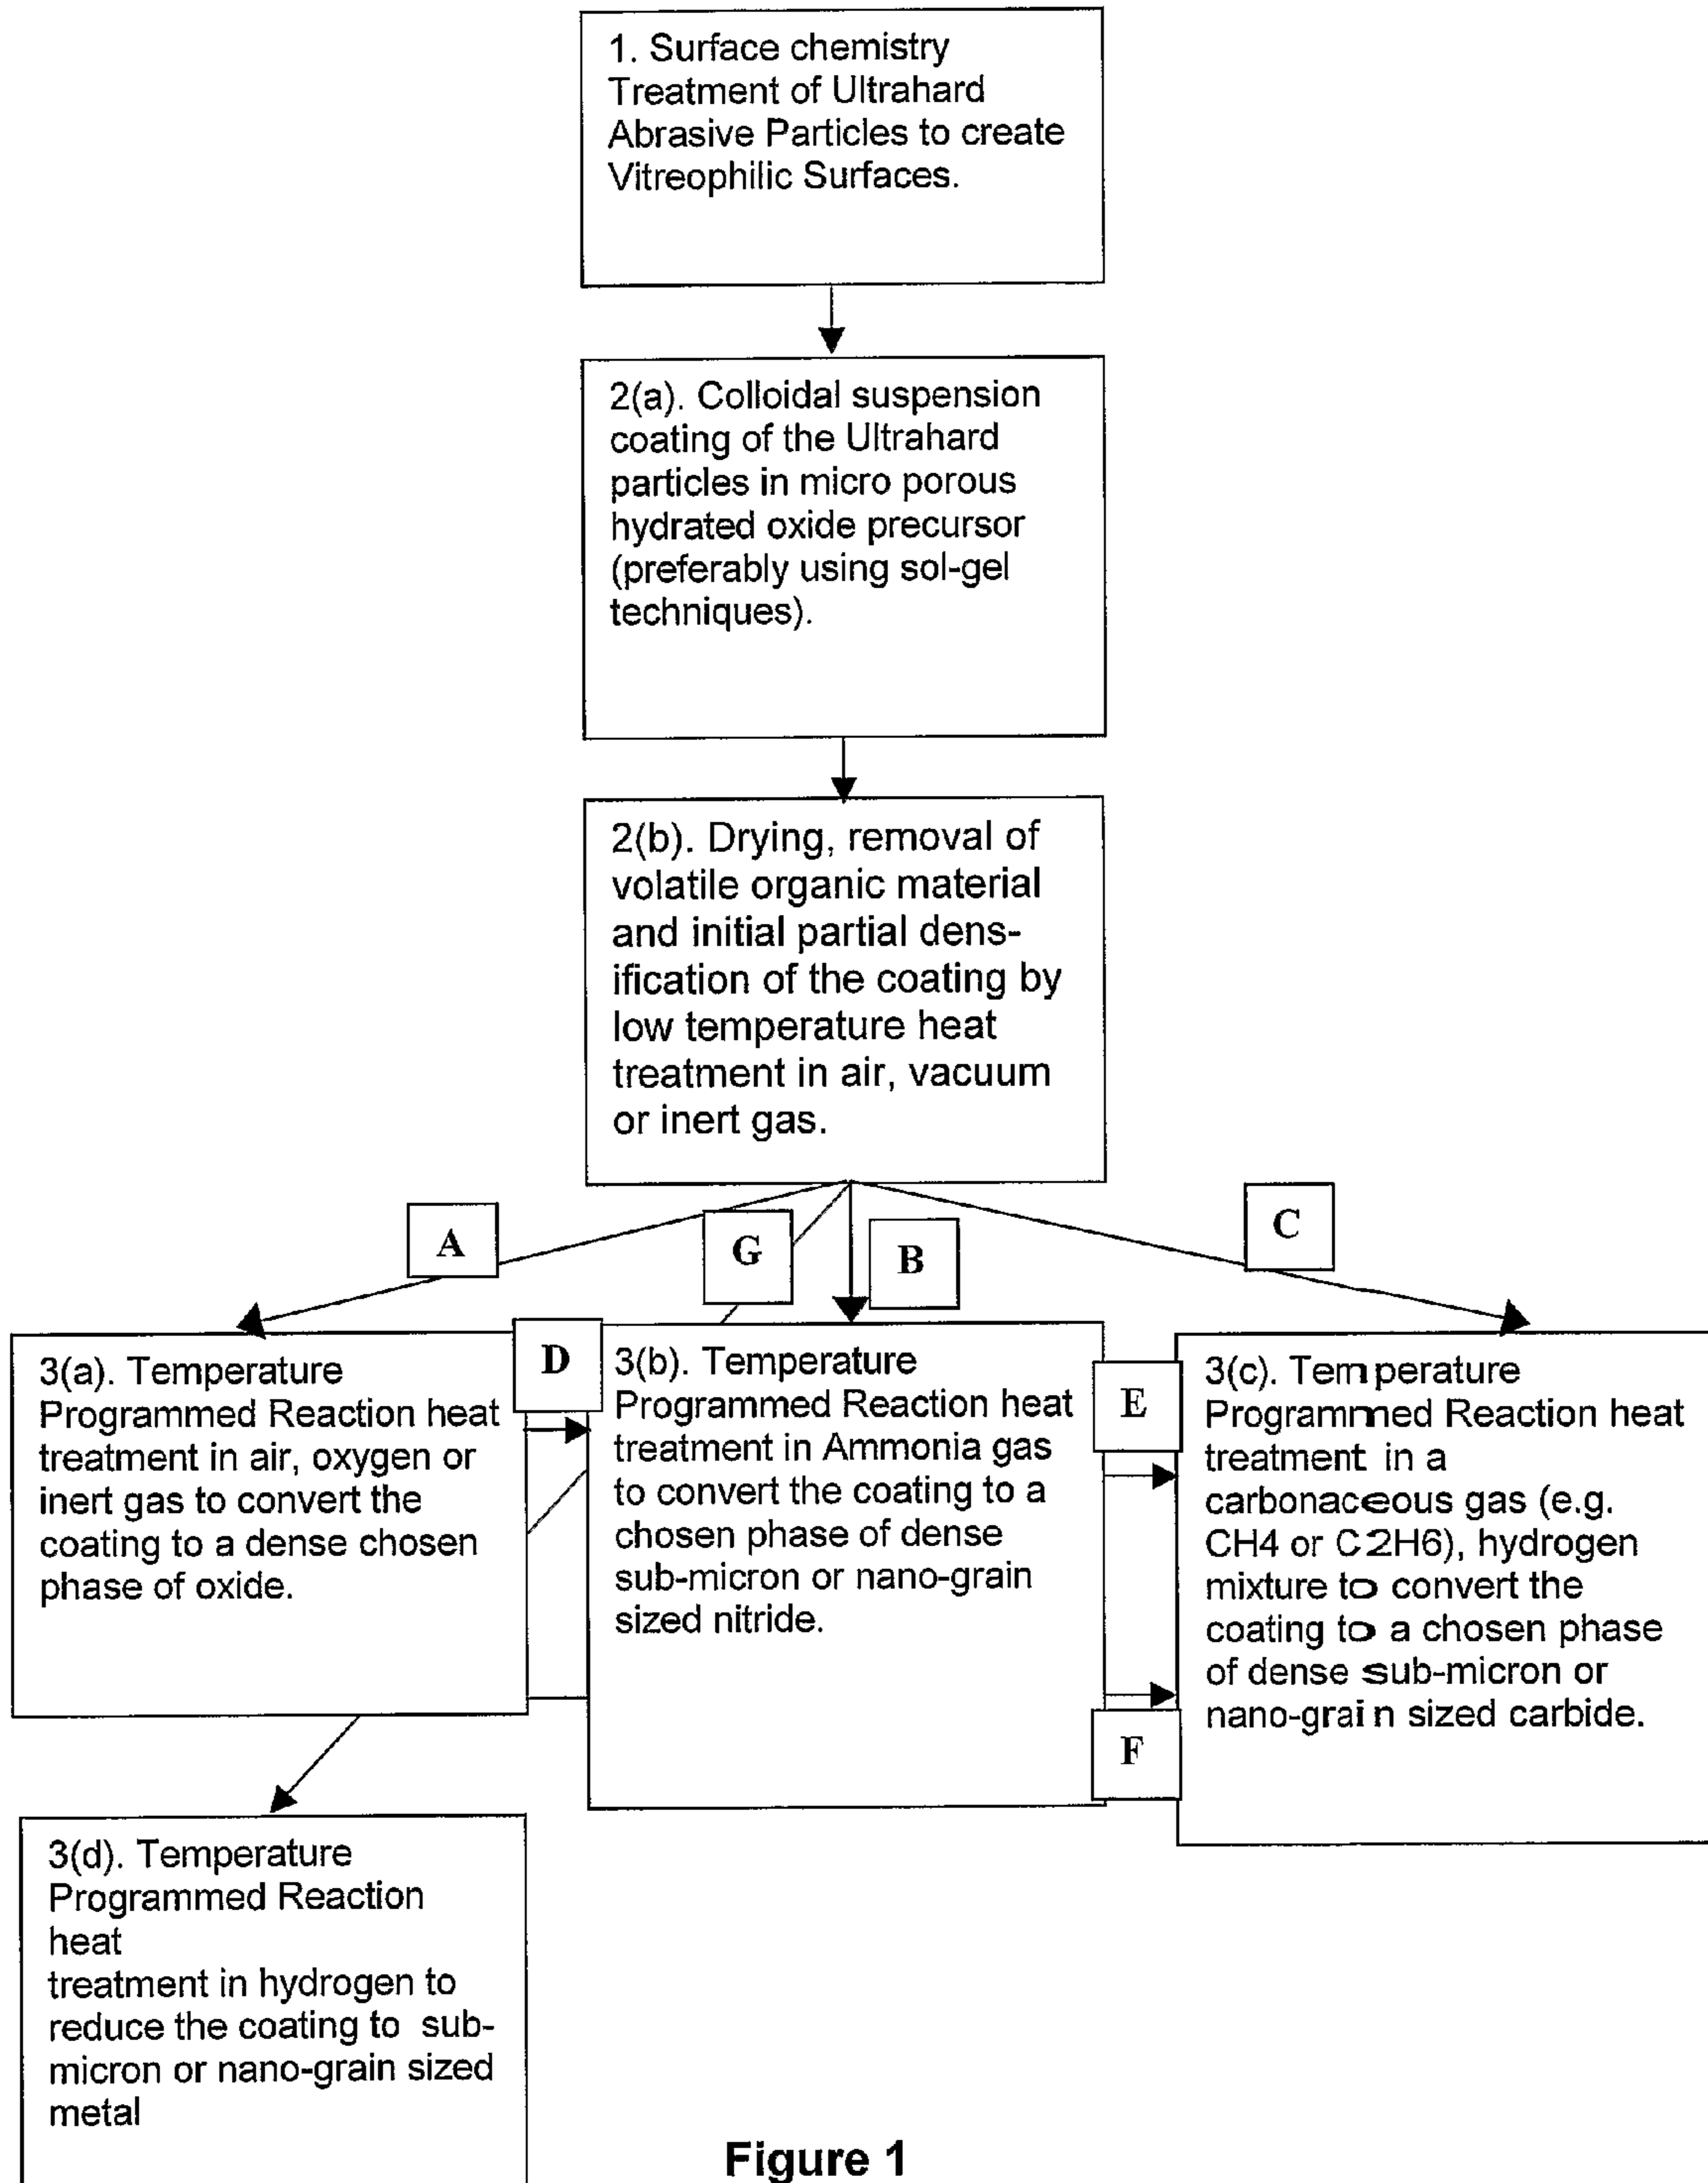 1. Surface chemistry
Treatment of Ultrahard
Abrasive Particles to create
Vitreophilic Surfaces.
2(a). Colloidal suspension
coating of the Ultrahard
particles in micro porous
hydrated oxide precursor
(preferably using sol-gel
techniques).
2(b). Drying, removal of
volatile organic material
and initial partial dens-
ification of the coating by
low temperature heat
treatment in air, vacuum
or inert gas.
A
G
B
C
3(a). Temperature
Programmed Reaction heat
treatment in air, oxygen or
inert gas to convert the
coating to a dense chosen
phase of oxide.
D
3(b). Temperature
Programmed Reaction heat
treatment in Ammonia gas
to convert the coating to a
chosen phase of dense
sub-micron or nano-grain
sized nitride.
E
F
3(c). Temperature
Programmed Reaction heat
treatment in a
carbonaceous gas (e.g.
CH4 or C2H6), hydrogen
mixture to convert the
coating to a chosen phase
of dense sub-micron or
nano-grain sized carbide.
3(d). Temperature
Programmed Reaction
heat
treatment in hydrogen to
reduce the coating to sub-
micron or nano-grain sized
metal
Figure 1